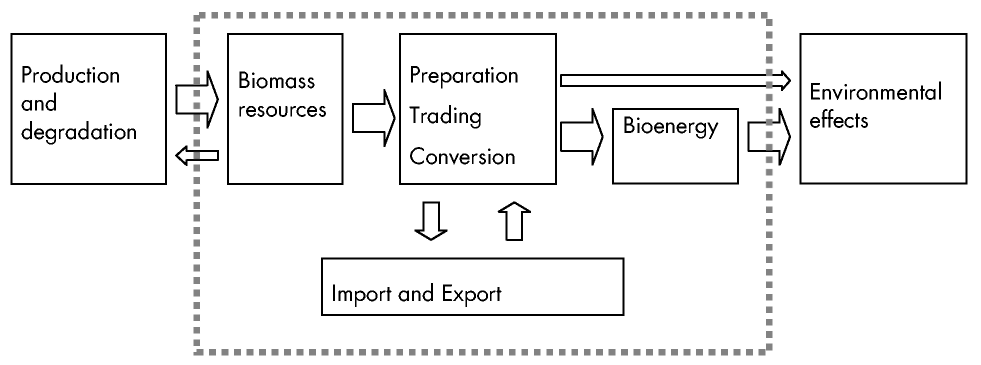 Production
and
degradation
Biomass
resources
Preparation
Trading
Conversion
Bioenergy
Environmental
effects
Import and Export